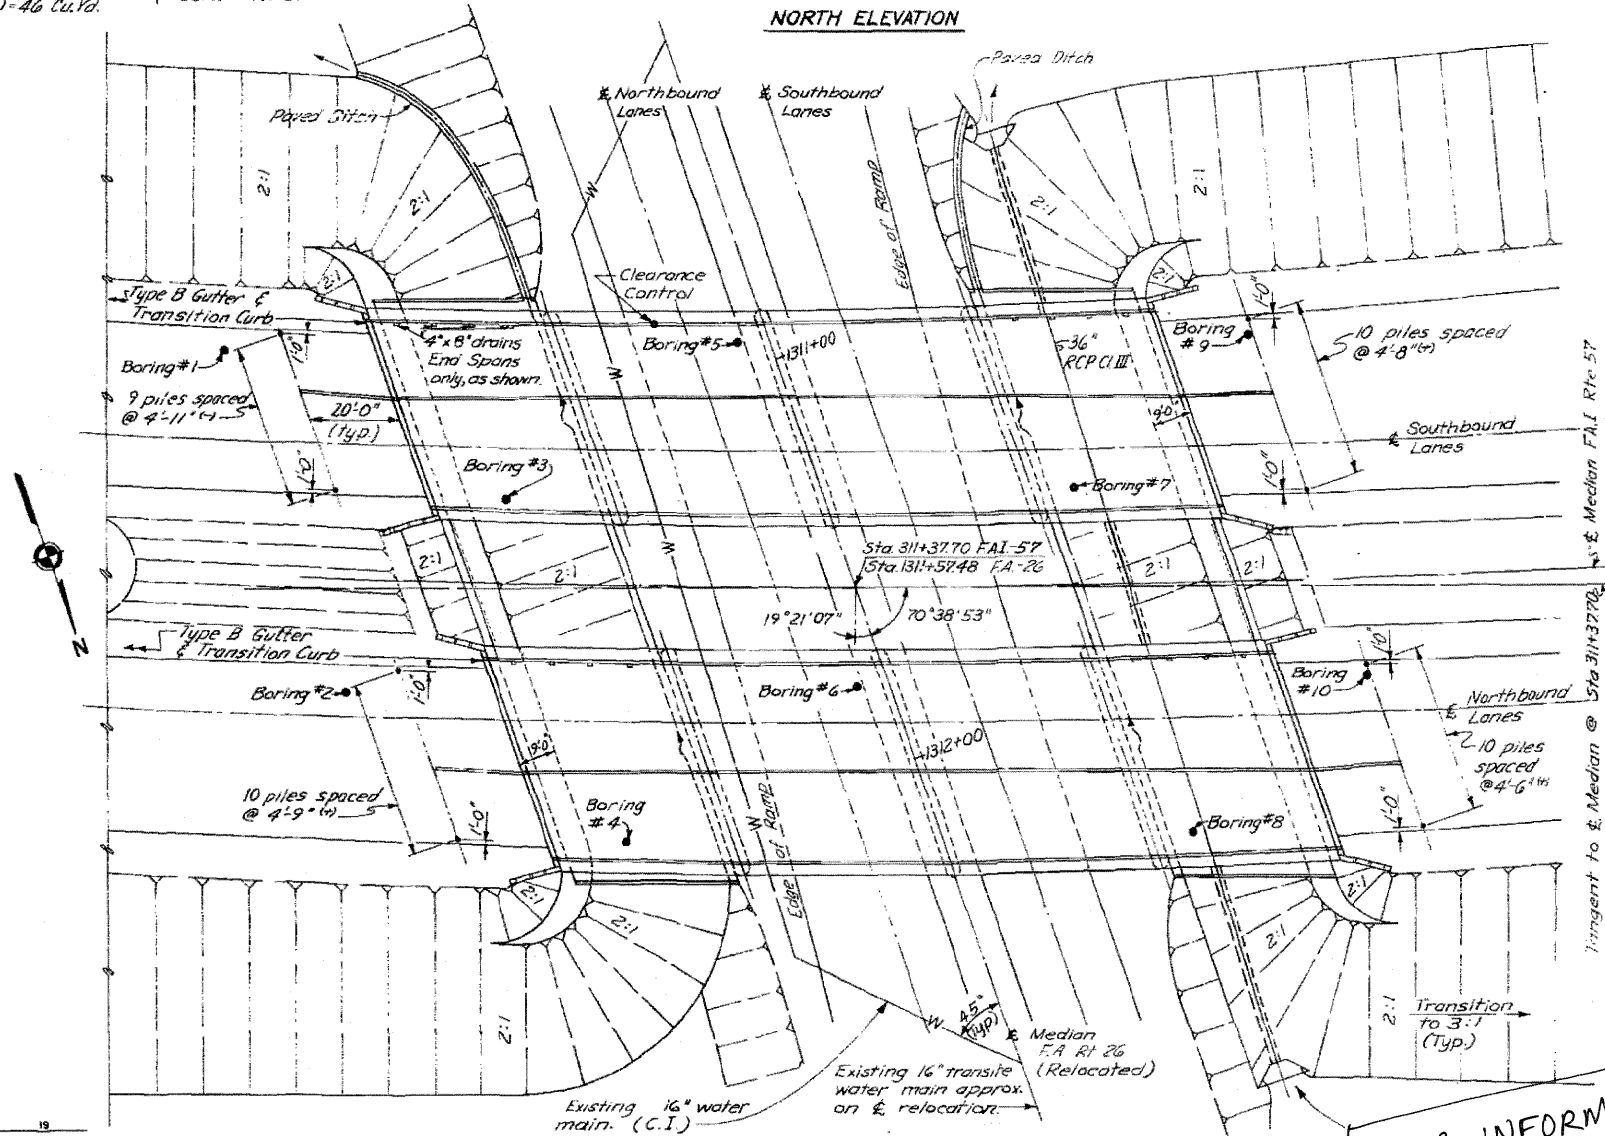 )=46 Cu.Yd.
NORTH ELEVATION
Paved Ditch
Paved Ditch
℄ Northbound
Lanes
℄ Southbound
Lanes
2:1
2:1
2:1
2:1
2:1
2:1
W
Edge of Ramp
Clearance
Control
Type B Gutter &
Transition Curb
1'-0"
Boring #1
4" x 8" drains
End Spans
only, as shown.
Boring #5
1311+00
36"
RCP Cl. III
Boring
#9
1'-0"
10 piles spaced
@ 4'-8" (+)
9 piles spaced
@ 4'-11" (-)
20'-0"
(Typ.)
W
9'-0"
℄ Southbound
Lanes
1'-0"
Boring #3
Boring #7
1'-0"
℄ Median F.A.I. Rte 57
2:1
2:1
W
Sta. 311+37.70 FAI-57
Sta. 1311+57.48 F.A.-26
2:1
2:1
19°21'07"
70°38'53"
N
Type B Gutter
& Transition Curb
Boring #2
1'-0"
Boring #6
Boring
#10
1'-0"
℄ Northbound
Lanes
9'-0"
1312+00
10 piles
spaced
@ 4'-6" (+)
10 piles spaced
@ 4'-9" (+)
1'-0"
Boring
#4
W
Edge of Ramp
Boring #8
1'-0"
Tangent to ℄ Median @ Sta 311+37.70
2:1
2:1
2:1
2:1
2:1
2:1
W
45°
(Typ)
℄ Median
F.A. Rt 26
(Relocated)
Transition
to 3:1
(Typ.)
Existing 16" transite
water main approx.
on ℄ relocation.
Existing 16" water
main. (C.I.)
19
INFORM